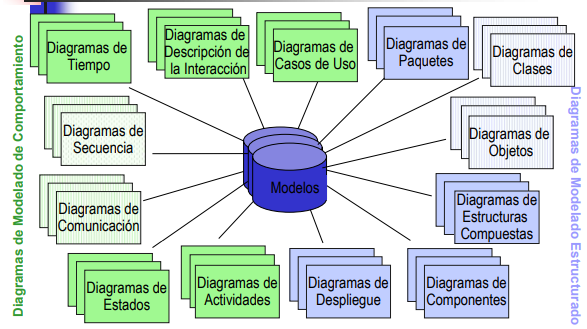 Diagramas de Modelado de Comportamiento
Diagramas de
Tiempo
Diagramas de
Descripción de
la Interacción
Diagramas de
Casos de Uso
Diagramas de
Paquetes
Diagramas de
Clases
Diagramas de
Secuencia
Diagramas de
Objetos
Modelos
Diagramas de
Comunicación
Diagramas de
Estructuras
Compuestas
Diagramas de
Estados
Diagramas de
Actividades
Diagramas de
Despliegue
Diagramas de
Componentes
Diagramas de Modelado Estructurado